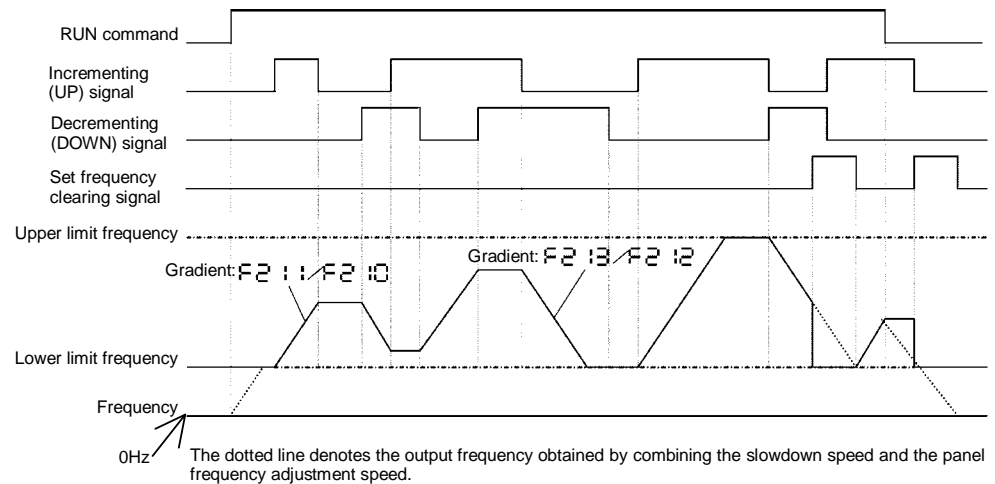 RUN command
Incrementing
(UP) signal
Decrementing
(DOWN) signal
Set frequency
clearing signal
Upper limit frequency
Gradient: F211/F210
Gradient: F213/F212
Lower limit frequency
Frequency
0Hz
The dotted line denotes the output frequency obtained by combining the slowdown speed and the panel
frequency adjustment speed.